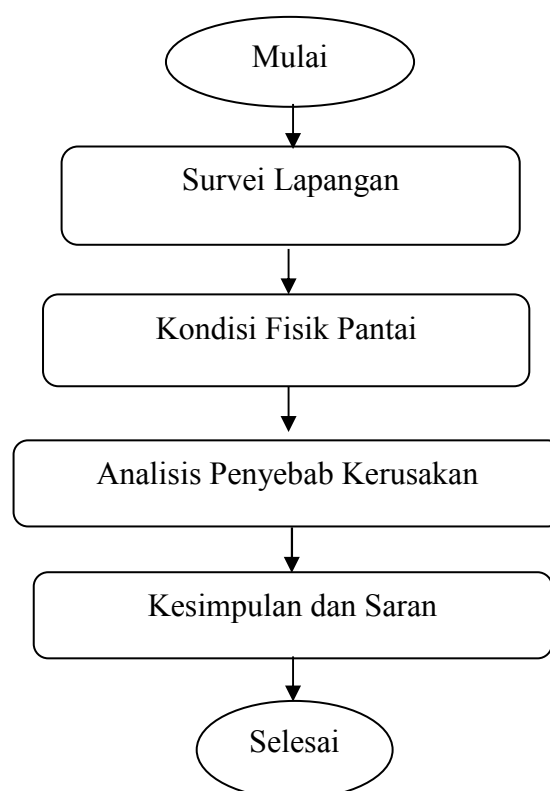 Mulai
Survei Lapangan
Kondisi Fisik Pantai
Analisis Penyebab Kerusakan
Kesimpulan dan Saran
Selesai